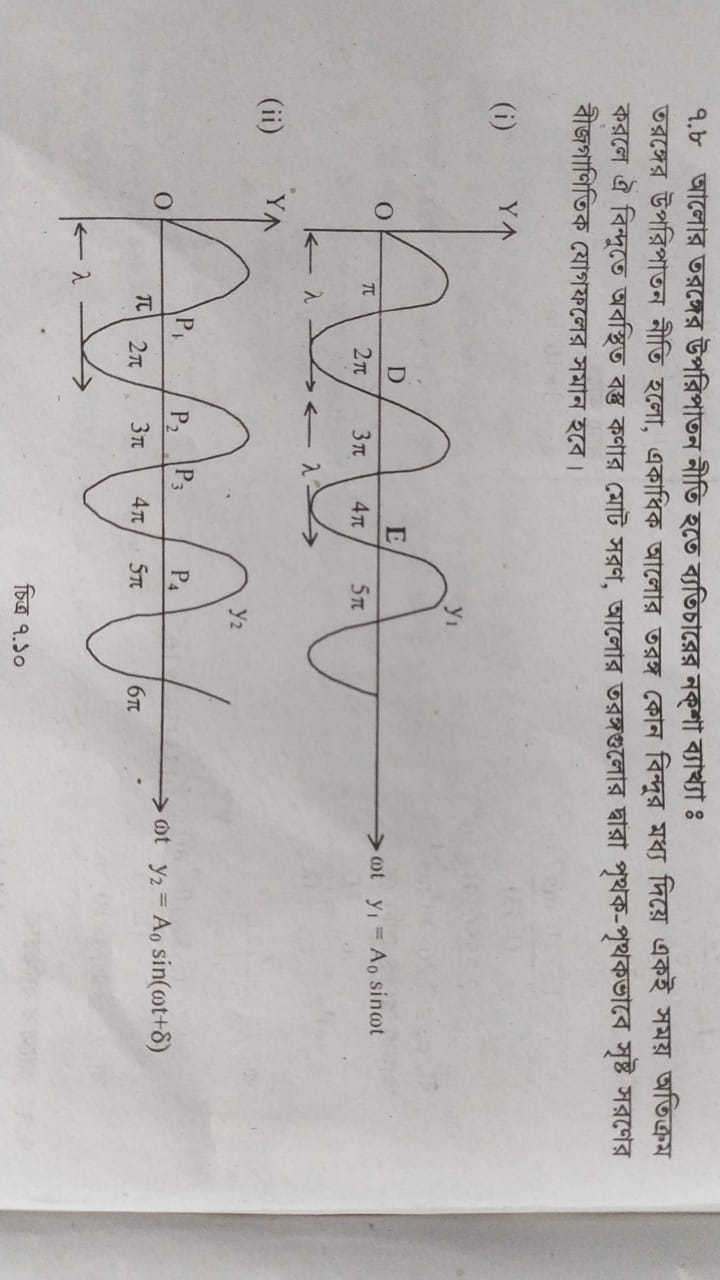 ৭.৮ আলোর তরঙ্গের উপরিপাতন নীতি হতে ব্যতিচারের নক্শা ব্যাখ্যা ঃ
তরঙ্গের উপরিপাতন নীতি হলো, একাধিক আলোর তরঙ্গ কোন বিন্দুর মধ্য দিয়ে একই সময় অতিক্রম
করলে ঐ বিন্দুতে অবস্থিত বস্তু কণার মোট সরণ, আলোর তরঙ্গগুলোর দ্বারা পৃথক-পৃথকভাবে সৃষ্ট সরণের
বীজগাণিতিক যোগফলের সমান হবে।
(i)
Y
y₁
O π 2π D 3π 4π E 5π ωt y₁ = A₀ sinωt
λ λ
(ii)
Y
y₂
P₁ P₂ P₃ P₄
O π 2π 3π 4π 5π 6π ωt y₂ = A₀ sin(ωt+δ)
λ
চিত্র ৭.১০